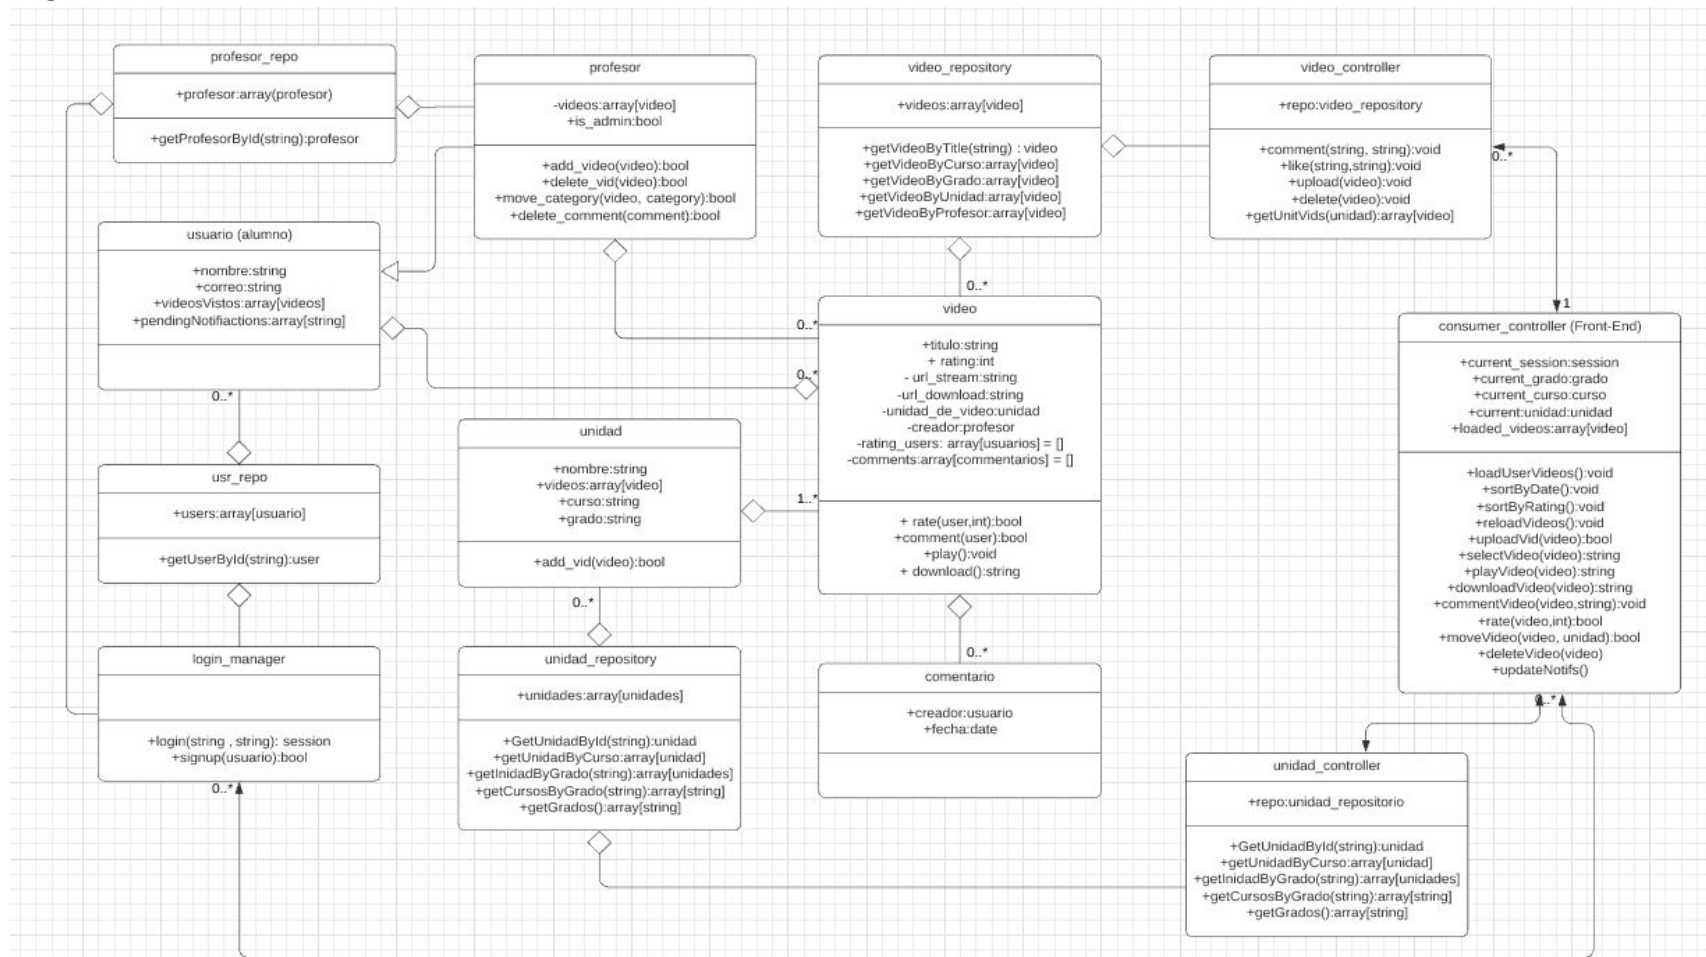 profesor_repo
+profesor:array(profesor)
+getProfesorById(string):profesor
profesor
-videos:array[video]
+is_admin:bool
+add_video(video):bool
+delete_vid(video):bool
+move_category(video, category):bool
+delete_comment(comment):bool
video_repository
+videos:array[video]
+getVideoByTitle(string) : video
+getVideoByCurso:array[video]
+getVideoByGrado:array[video]
+getVideoByUnidad:array[video]
+getVideoByProfesor:array[video]
video_controller
+repo:video_repository
+comment(string, string):void
+like(string,string):void
+upload(video):void
+delete(video):void
+getUnitVids(unidad):array[video]
0..*
1
usuario (alumno)
+nombre:string
+correo:string
+videosVistos:array[videos]
+pendingNotifiactions:array[string]
0..*
0..*
0..*
0..*
video
+titulo:string
+ rating:int
- url_stream:string
-url_download:string
-unidad_de_video:unidad
-creador:profesor
-rating_users: array[usuarios] = []
-comments:array[commentarios] = []
+ rate(user,int):bool
+comment(user):bool
+play():void
+ download():string
1..*
0..*
consumer_controller (Front-End)
+current_session:session
+current_grado:grado
+current_curso:curso
+current:unidad:unidad
+loaded_videos:array[video]
+loadUserVideos():void
+sortByDate():void
+sortByRating():void
+reloadVideos():void
+uploadVid(video):bool
+selectVideo(video):string
+playVideo(video):string
+downloadVideo(video):string
+commentVideo(video,string):void
+rate(video,int):bool
+moveVideo(video, unidad):bool
+deleteVideo(video)
+updateNotifs()
0..*
unidad
+nombre:string
+videos:array[video]
+curso:string
+grado:string
+add_vid(video):bool
0..*
usr_repo
+users:array[usuario]
+getUserById(string):user
login_manager
+login(string , string): session
+signup(usuario):bool
0..*
unidad_repository
+unidades:array[unidades]
+GetUnidadById(string):unidad
+getUnidadByCurso:array[unidad]
+getInidadByGrado(string):array[unidades]
+getCursosByGrado(string):array[string]
+getGrados():array[string]
comentario
+creador:usuario
+fecha:date
unidad_controller
+repo:unidad_repositorio
+GetUnidadById(string):unidad
+getUnidadByCurso:array[unidad]
+getInidadByGrado(string):array[unidades]
+getCursosByGrado(string):array[string]
+getGrados():array[string]